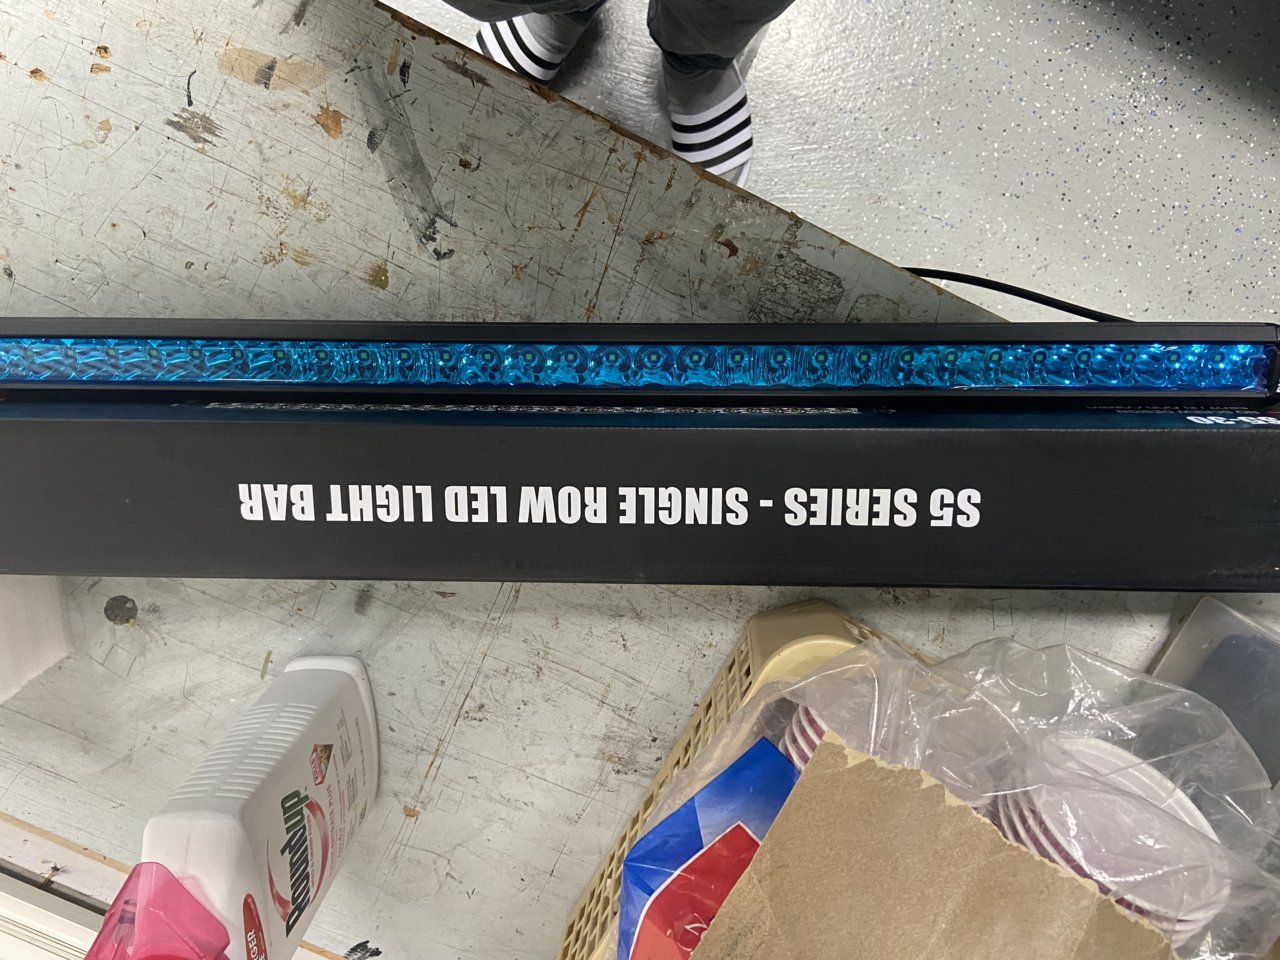 S5 SERIES - SINGLE ROW LED LIGHT BAR
Roundup